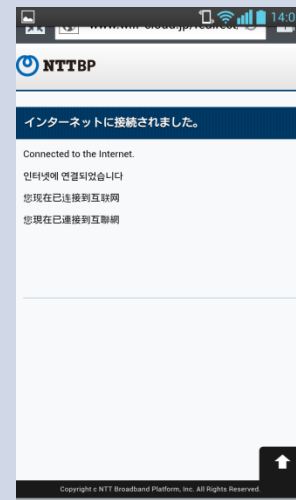 14:0
NTTBP
インターネットに接続されました。
Connected to the Internet.
인터넷에 연결되었습니다
您现在已连接到互联网
您現在已連接到互聯網
Copyright c NTT Broadband Platform, Inc. All Rights Reserved.